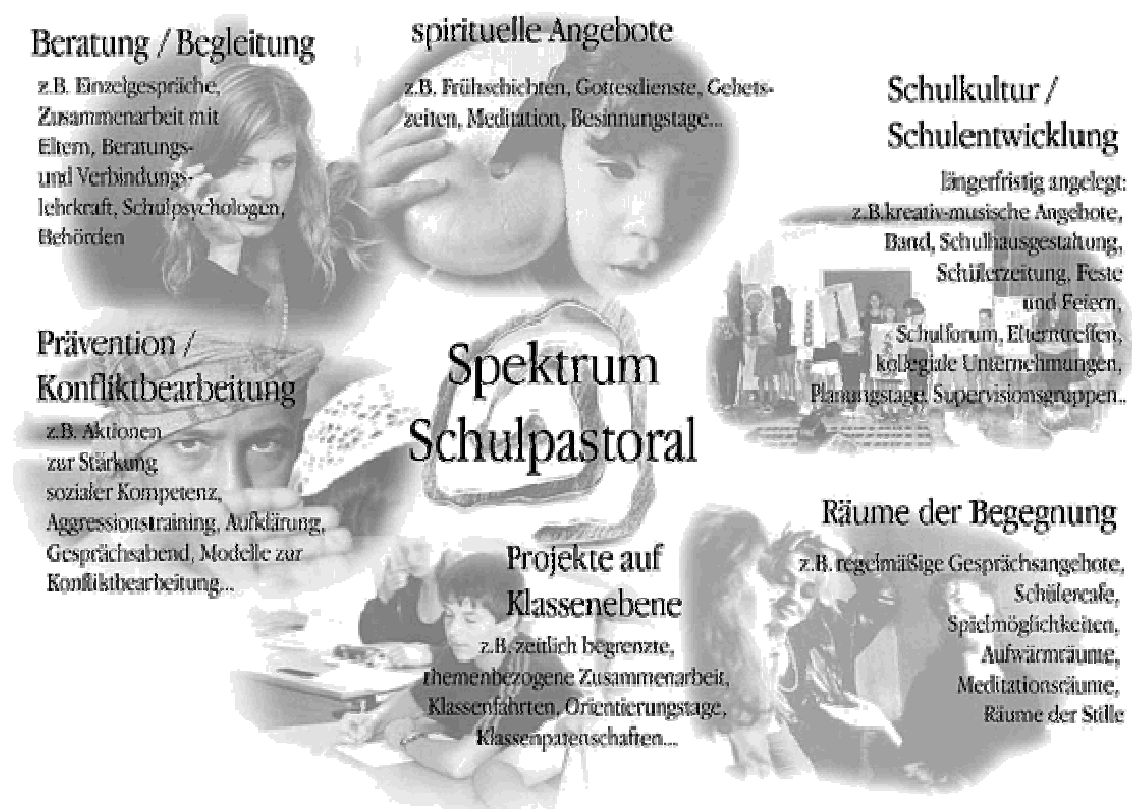 Beratung / Begleitung
z.B. Einzelgespräche,
Zusammenarbeit mit
Eltern, Beratungs-
und Verbindungs-
lehrkraft, Schulpsychologen,
Behörden
spirituelle Angebote
z.B. Frühschichten, Gottesdienste, Gebets-
zeiten, Meditation, Besinnungstage...
Schulkultur /
Schulentwicklung
längerfristig angelegt:
z.B.kreativ-musische Angebote,
Band, Schulhausgestaltung,
Schülerzeitung, Feste
und Feiern,
Schulforum, Elterntreffen,
kollegiale Unternehmungen,
Planungstage, Supervisionsgruppen..
Prävention /
Konfliktbearbeitung
z.B. Aktionen
zur Stärkung
sozialer Kompetenz,
Aggressionstraining, Aufklärung,
Gesprächsabend, Modelle zur
Konfliktbearbeitung...
Spektrum
Schulpastoral
Projekte auf
Klassenebene
z.B. zeitlich begrenzte,
themenbezogene Zusammenarbeit,
Klassenfahrten, Orientierungstage,
Klassenpatenschaften...
Räume der Begegnung
z.B. regelmäßige Gesprächsangebote,
Schülercafe,
Spielmöglichkeiten,
Aufwärmräume,
Meditationsräume,
Räume der Stille